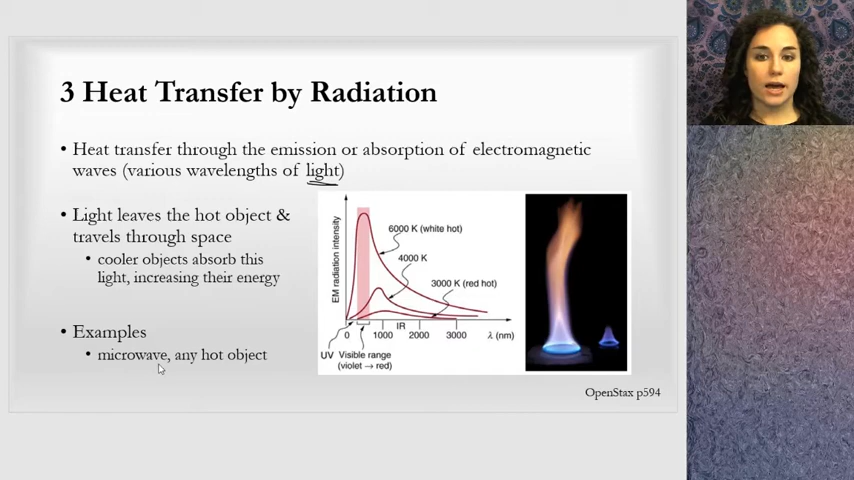 3 Heat Transfer by Radiation
• Heat transfer through the emission or absorption of electromagnetic
waves (various wavelengths of light)
• Light leaves the hot object &
travels through space
• cooler objects absorb this
light, increasing their energy
• Examples
• microwave, any hot object
EM radiation intensity
6000 K (white hot)
4000 K
3000 K (red hot)
IR
0 1000 2000 3000 λ (nm)
UV Visible range
(violet → red)
OpenStax p594